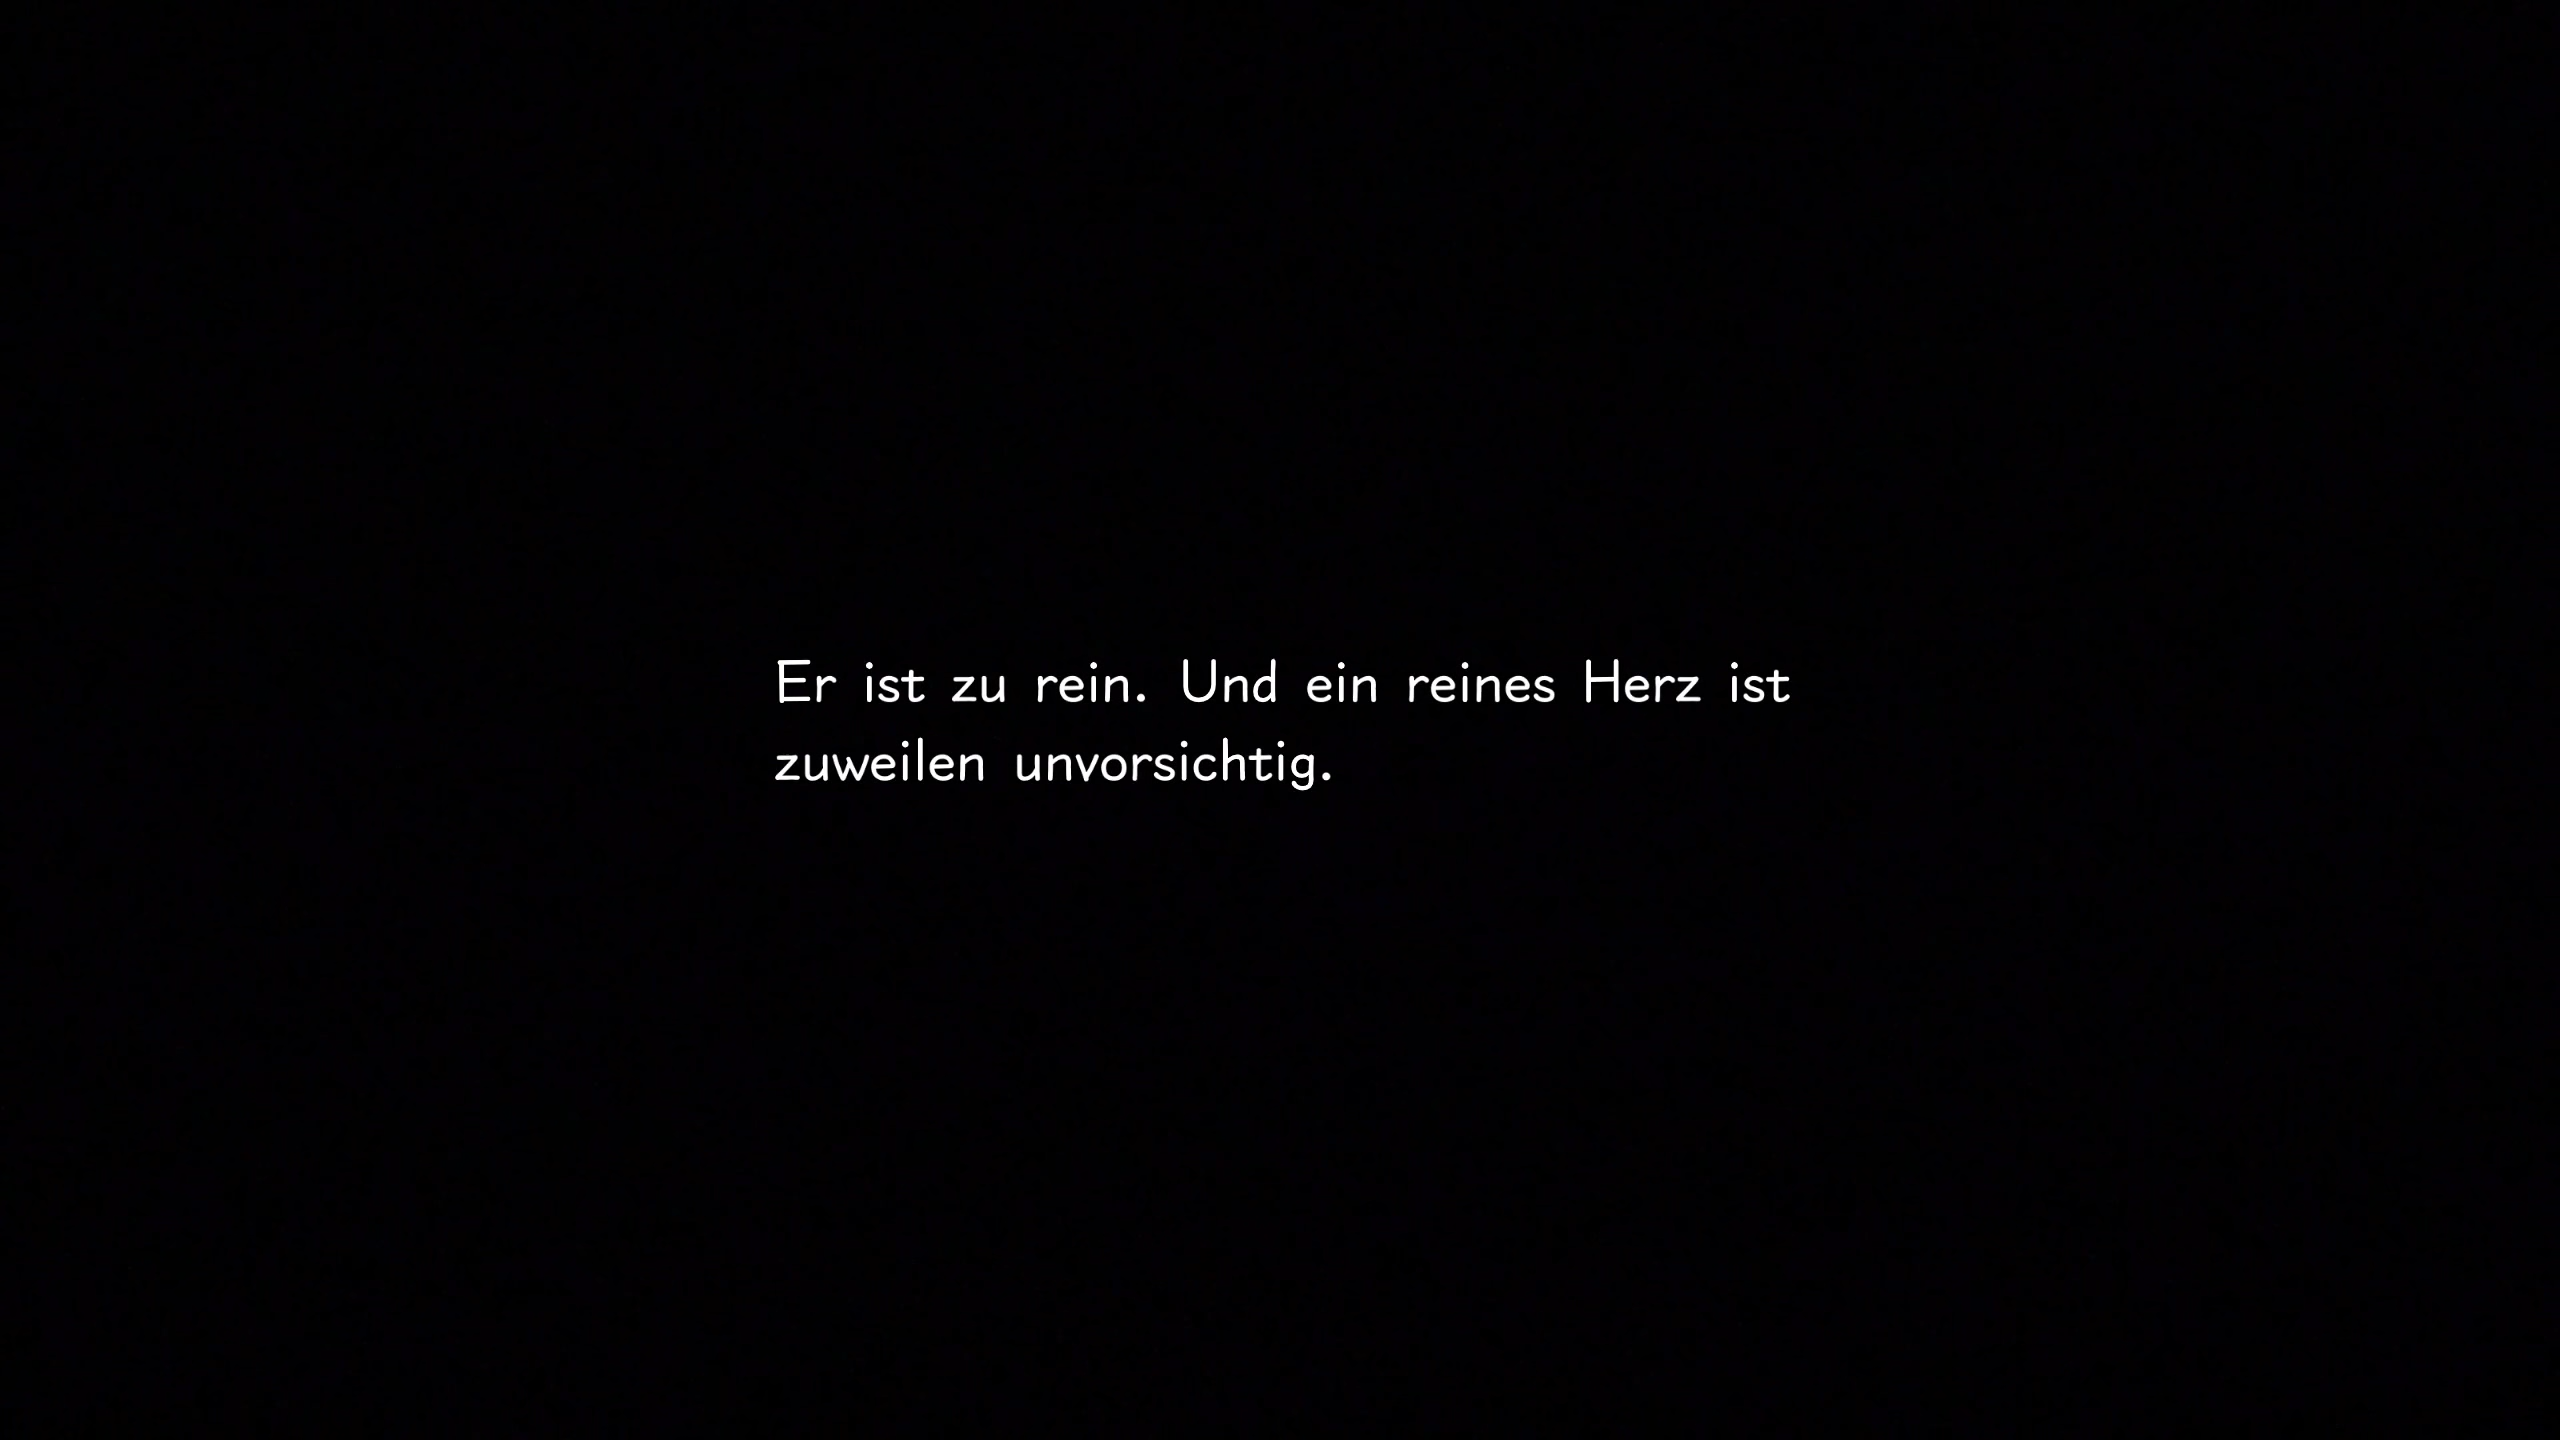 Er ist zu rein. Und ein reines Herz ist
zuweilen unvorsichtig.